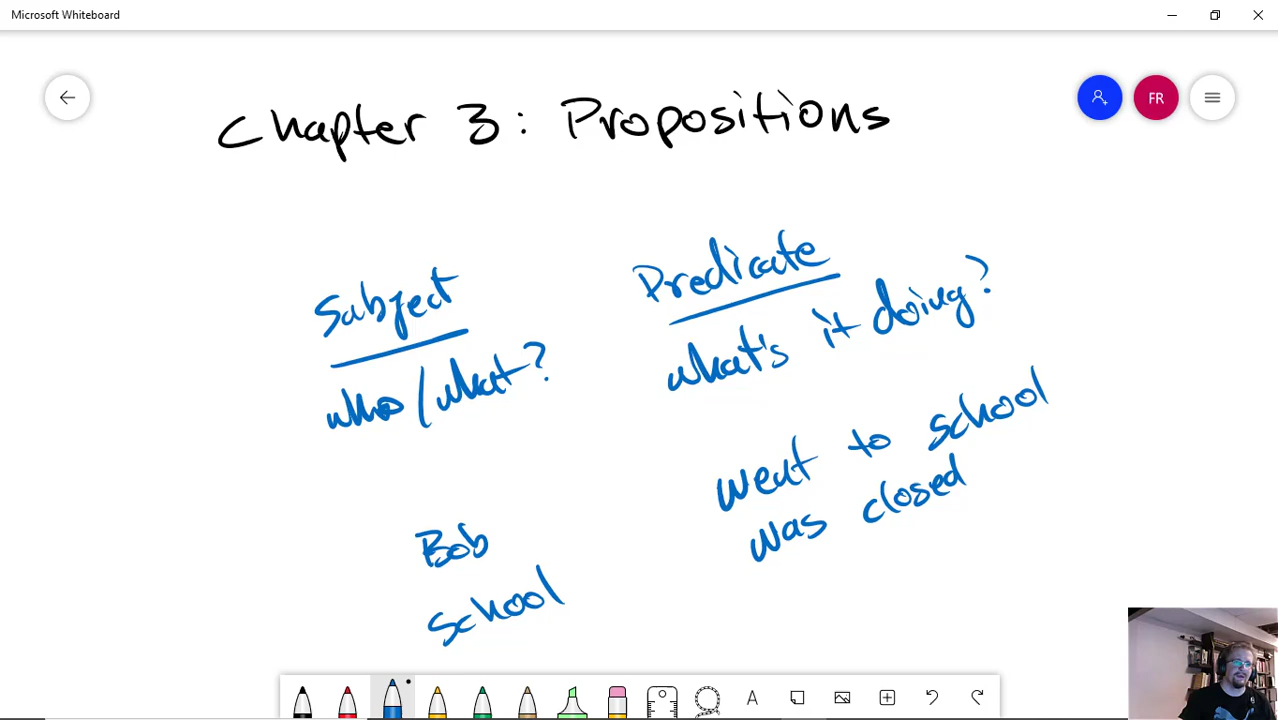 Microsoft Whiteboard
FR
Chapter 3: Propositions
Subject
who/what?
Predicate
what's it doing?
went to school
was closed
Bob
school
A